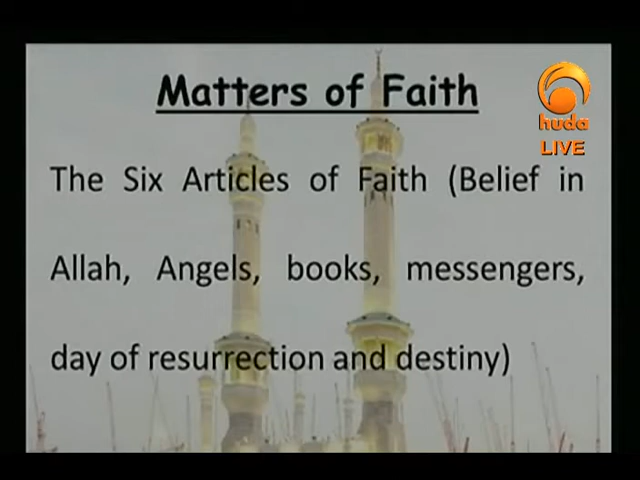 Matters of Faith
huda
LIVE
The Six Articles of Faith (Belief in
Allah, Angels, books, messengers,
day of resurrection and destiny)